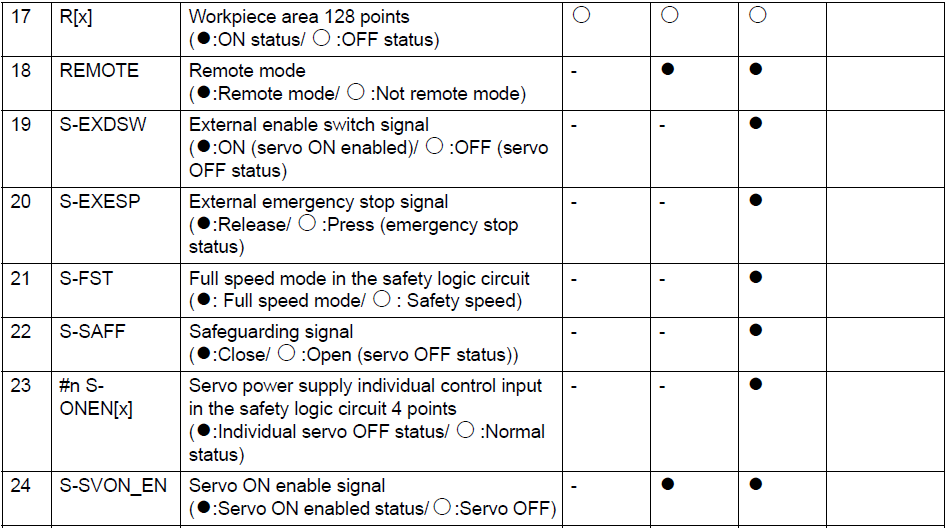 17 R[x] Workpiece area 128 points ○ ○ ○
(●:ON status/ ○ :OFF status)
18 REMOTE Remote mode - ● ●
(●:Remote mode/ ○ :Not remote mode)
19 S-EXDSW External enable switch signal - - ●
(●:ON (servo ON enabled)/ ○ :OFF (servo
OFF status)
20 S-EXESP External emergency stop signal - - ●
(●:Release/ ○ :Press (emergency stop
status)
21 S-FST Full speed mode in the safety logic circuit - - ●
(●: Full speed mode/ ○ : Safety speed)
22 S-SAFF Safeguarding signal - - ●
(●:Close/ ○ :Open (servo OFF status))
23 #n S- Servo power supply individual control input - - ●
ONEN[x] in the safety logic circuit 4 points
(●:Individual servo OFF status/ ○ :Normal
status)
24 S-SVON_EN Servo ON enable signal - ● ●
(●:Servo ON enabled status/ ○:Servo OFF)